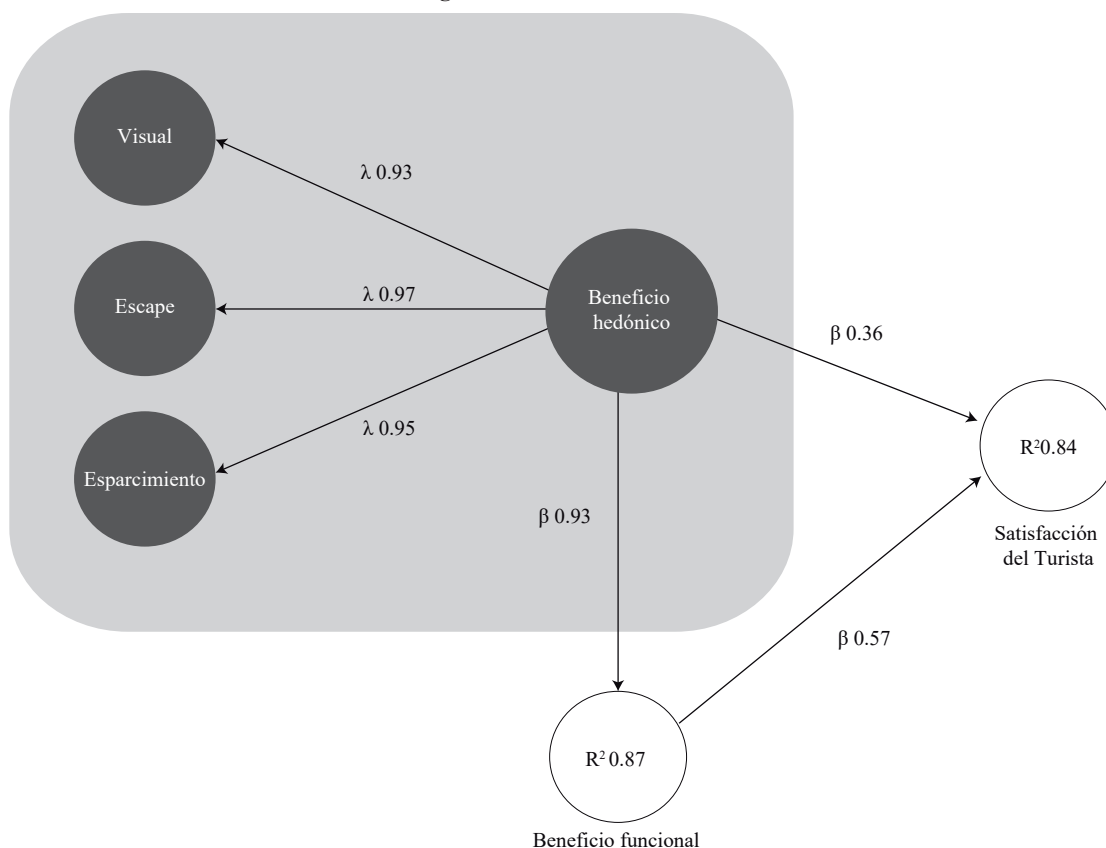 Visual
λ 0.93
Escape
λ 0.97
Beneficio
hedónico
β 0.36
Esparcimiento
λ 0.95
R²0.84
β 0.93
Satisfacción
del Turista
β 0.57
R² 0.87
Beneficio funcional